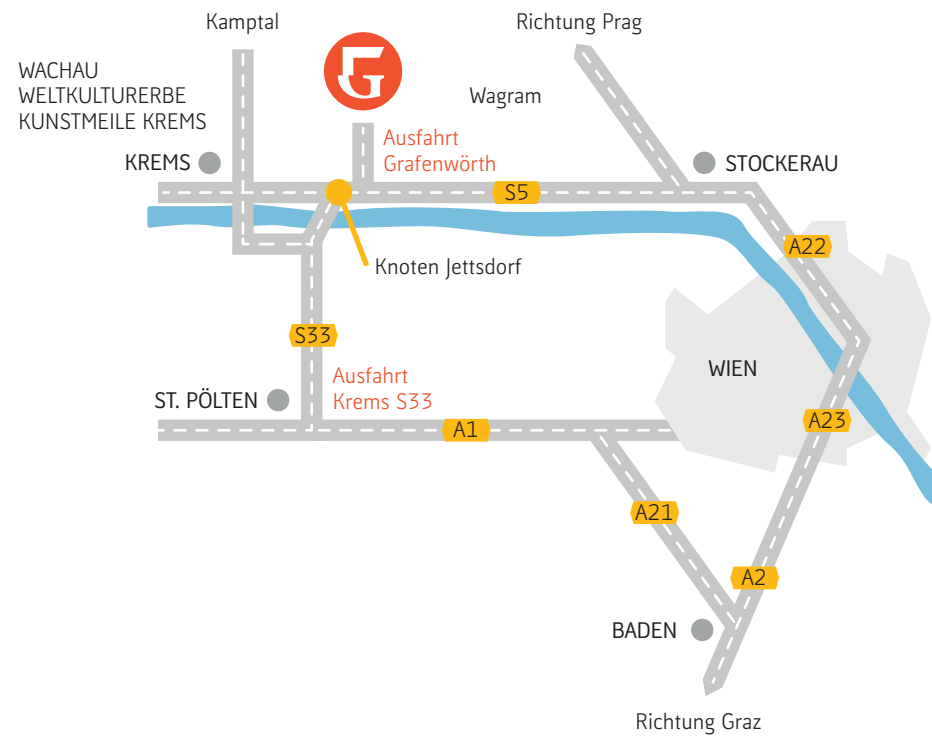 Kamptal
Richtung Prag
G
WACHAU
WELTKULTURERBE
KUNSTMEILE KREMS
Wagram
Ausfahrt
Grafenwörth
KREMS
STOCKERAU
S5
A22
Knoten Jettsdorf
S33
WIEN
Ausfahrt
Krems S33
ST. PÖLTEN
A1
A23
A21
A2
BADEN
Richtung Graz